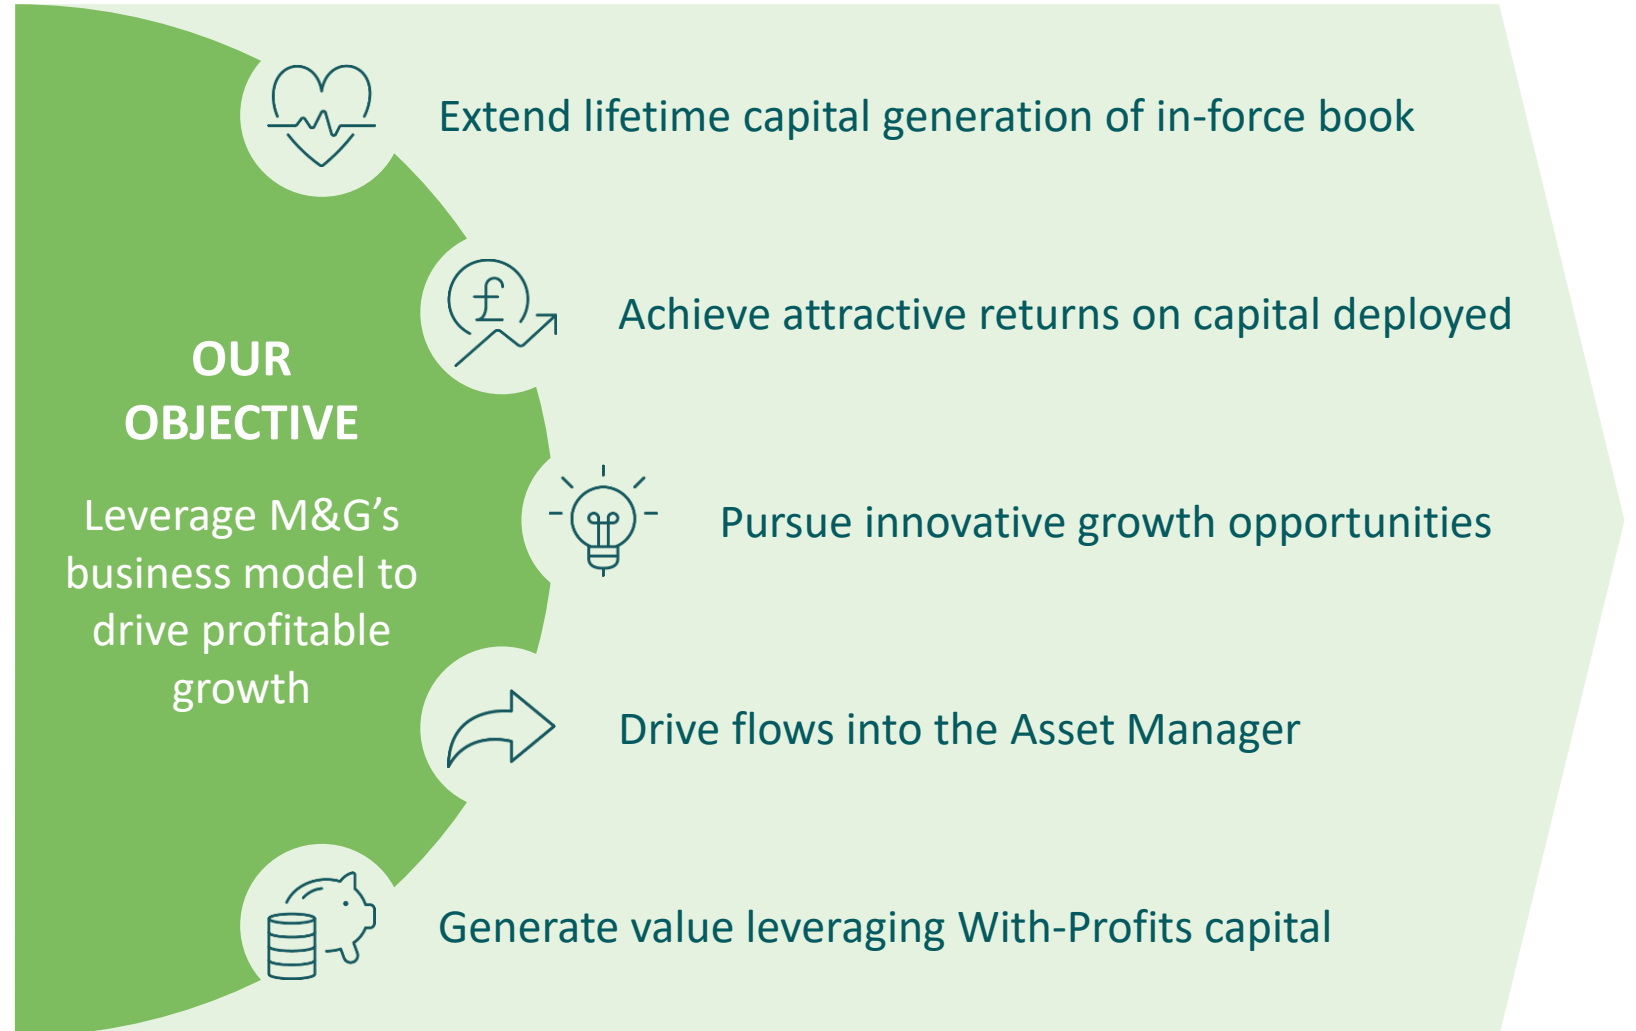 OUR
OBJECTIVE
Leverage M&G’s
business model to
drive profitable
growth
Extend lifetime capital generation of in-force book
£
Achieve attractive returns on capital deployed
Pursue innovative growth opportunities
Drive flows into the Asset Manager
Generate value leveraging With-Profits capital